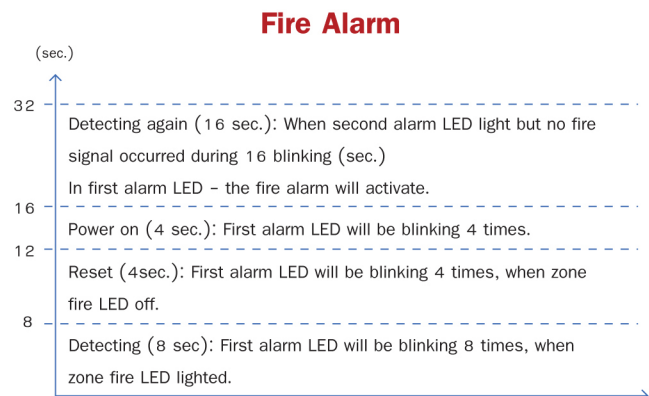 Fire Alarm
(sec.)
32
Detecting again (16 sec.): When second alarm LED light but no fire
signal occurred during 16 blinking (sec.)
In first alarm LED – the fire alarm will activate.
16
Power on (4 sec.): First alarm LED will be blinking 4 times.
12
Reset (4sec.): First alarm LED will be blinking 4 times, when zone
fire LED off.
8
Detecting (8 sec): First alarm LED will be blinking 8 times, when
zone fire LED lighted.